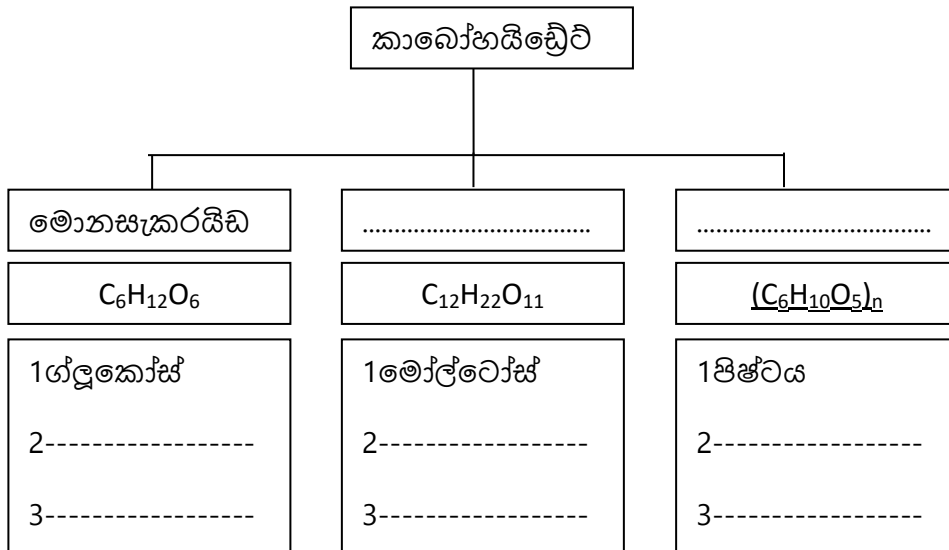 කාබෝහයිඩ්‍රේට්
මොනසැකරයිඩ
....................................
.....................................
C₆H₁₂O₆
C₁₂H₂₂O₁₁
(C₆H₁₀O₅)n
1ග්ලූකෝස්
2------------------
3------------------
1මෝල්ටෝස්
2------------------
3------------------
1පිෂ්ටය
2------------------
3------------------